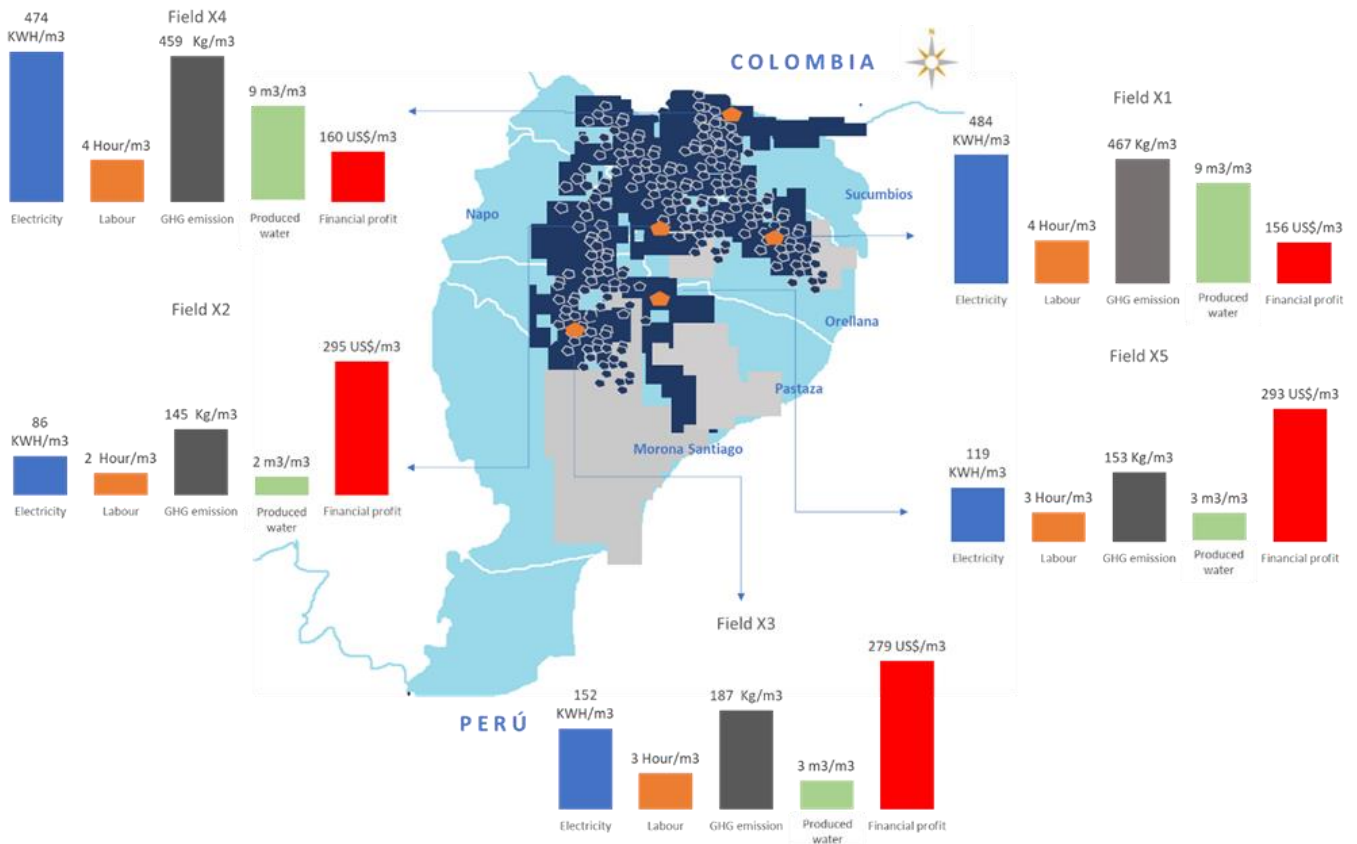 474
KWH/m3
Field X4
459 Kg/m3
9 m3/m3
4 Hour/m3
160 US$/m3
Electricity
Labour
GHG emission
Produced
water
Financial profit
COLOMBIA
N
Field X1
484
KWH/m3
467 Kg/m3
9 m3/m3
4 Hour/m3
156 US$/m3
Electricity
Labour
GHG emission
Produced
water
Financial profit
Napo
Sucumbios
Orellana
Pastaza
Morona Santiago
Field X2
295 US$/m3
86
KWH/m3
2 Hour/m3
145 Kg/m3
2 m3/m3
Electricity
Labour
GHG emission
Produced
water
Financial profit
Field X5
293 US$/m3
119
KWH/m3
3 Hour/m3
153 Kg/m3
3 m3/m3
Electricity
Labour
GHG emission
Produced
water
Financial profit
PERÚ
Field X3
279 US$/m3
152
KWH/m3
3 Hour/m3
187 Kg/m3
3 m3/m3
Electricity
Labour
GHG emission
Produced
water
Financial profit